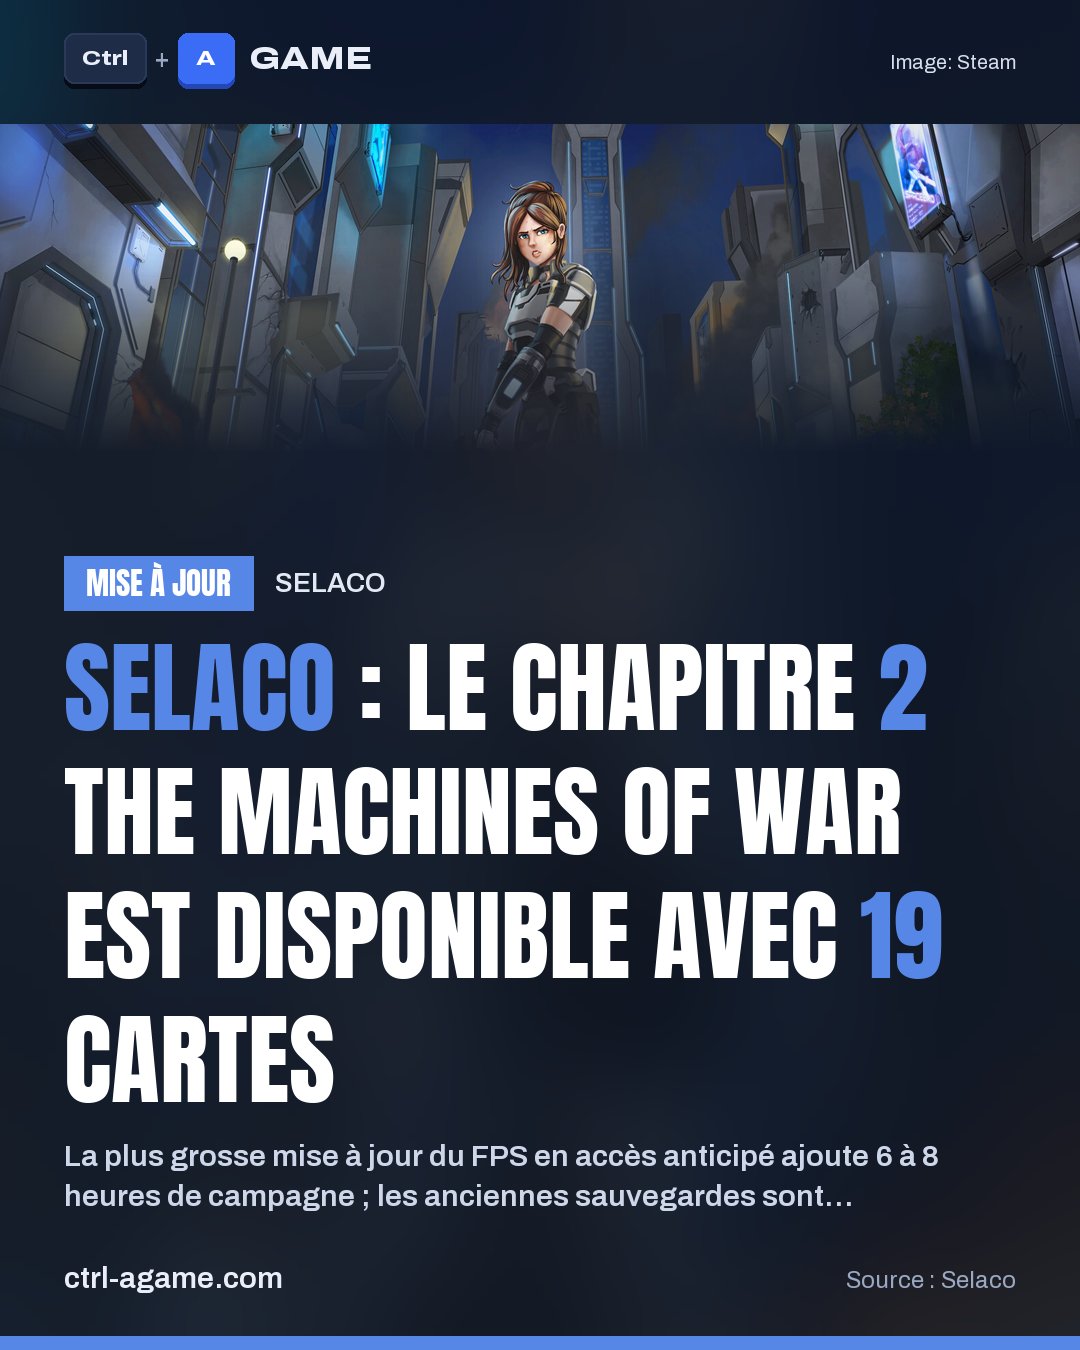 Ctrl + A GAME
Image: Steam
MISE À JOUR SELACO
SELACO : LE CHAPITRE 2
THE MACHINES OF WAR
EST DISPONIBLE AVEC 19
CARTES
La plus grosse mise à jour du FPS en accès anticipé ajoute 6 à 8
heures de campagne ; les anciennes sauvegardes sont...
ctrl-agame.com
Source : Selaco